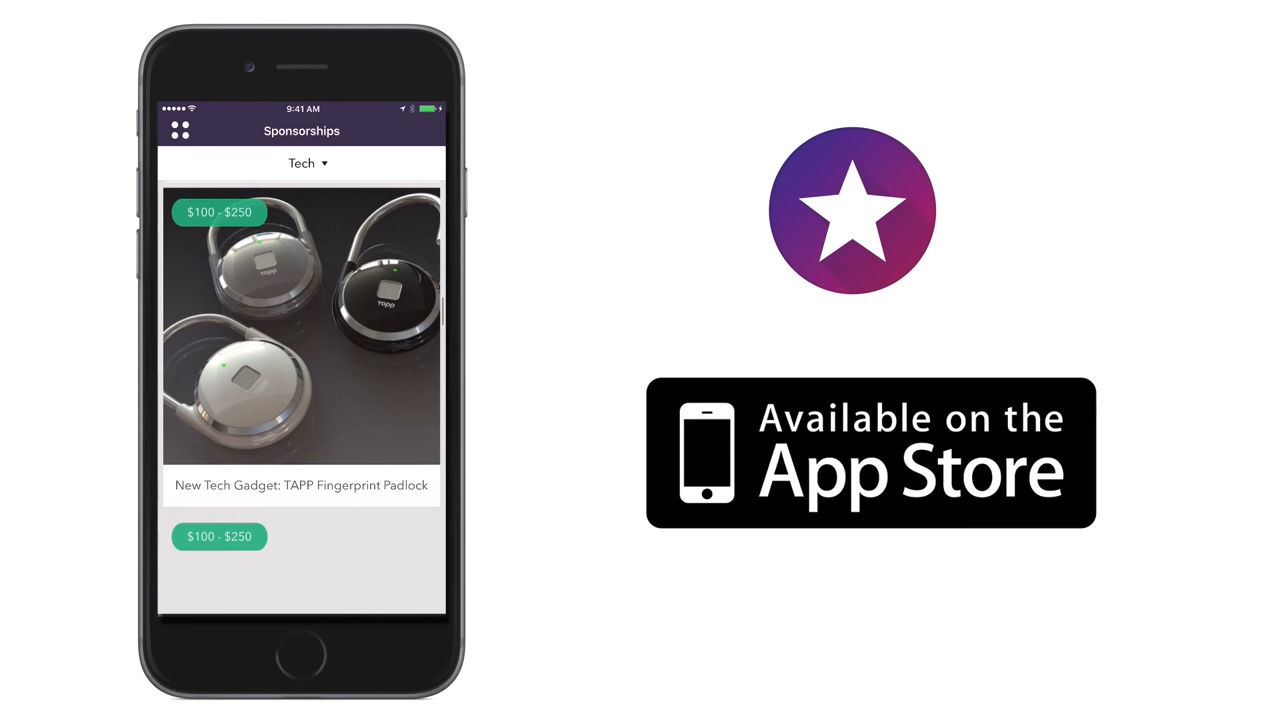 9:41 AM
Sponsorships
Tech
$100 - $250
TAPP
TAPP
New Tech Gadget: TAPP Fingerprint Padlock
$100 - $250
Available on the
App Store